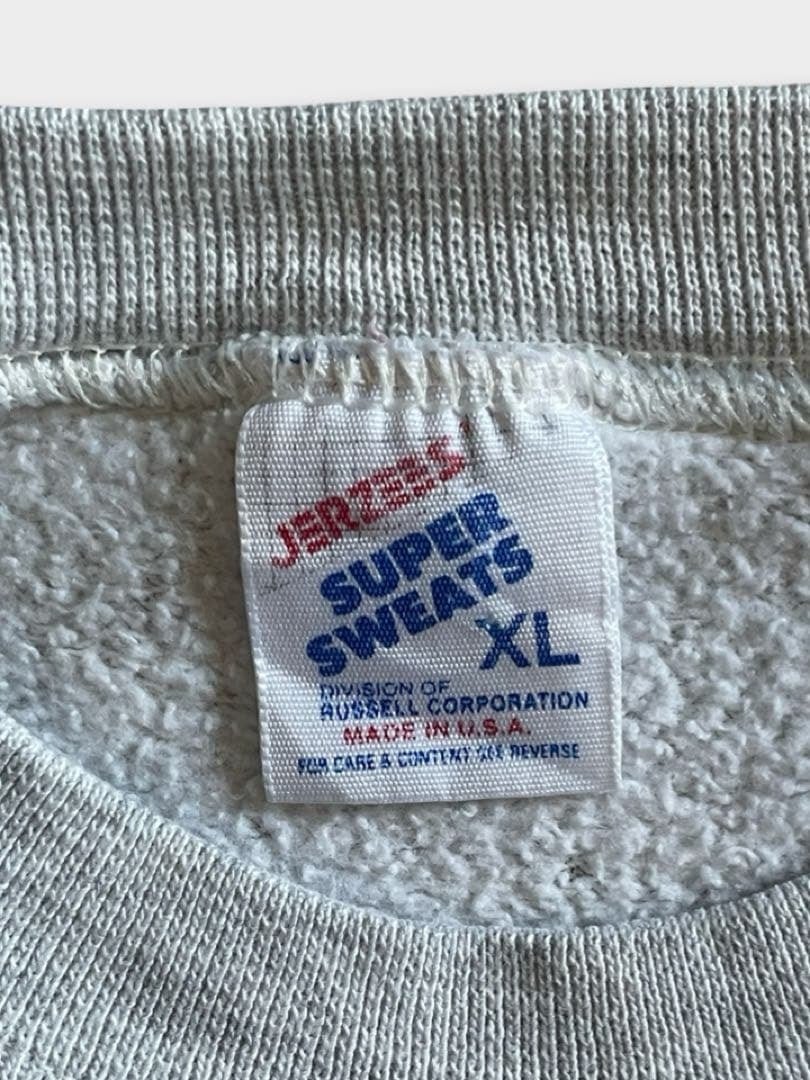 JERZEES
SUPER
SWEATS
XL
DIVISION OF
RUSSELL CORPORATION
MADE IN U.S.A.
FOR CARE & CONTENT SEE REVERSE